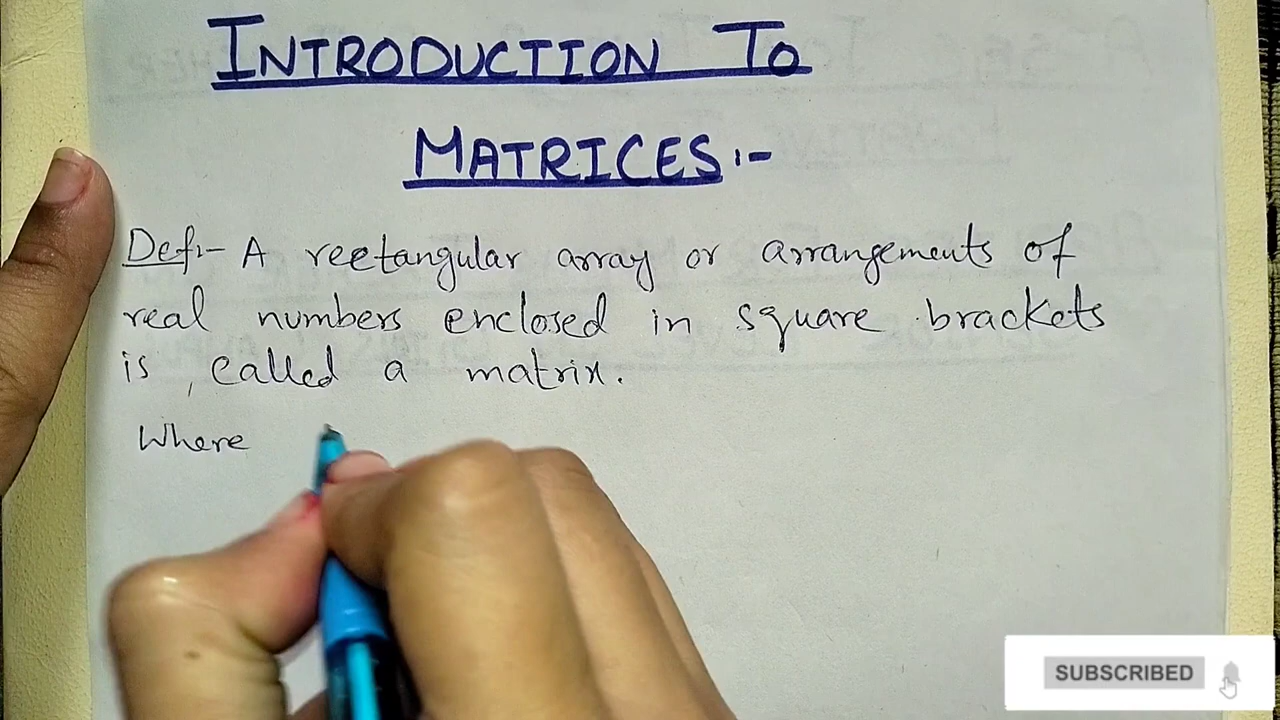 INTRODUCTION TO
MATRICES:-
Def:- A rectangular array or arrangements of
real numbers enclosed in square brackets
is, called a matrix.
Where
SUBSCRIBED